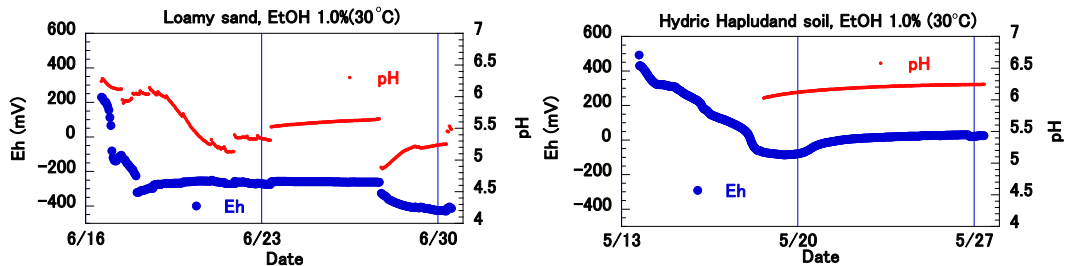 Loamy sand, EtOH 1.0%(30°C)
Eh (mV)
600
400
200
0
-200
-400
pH
Eh
7
6.5
6
5.5
5
4.5
4
pH
6/16
6/23
6/30
Date
Hydric Hapludand soil, EtOH 1.0% (30°C)
Eh (mV)
600
400
200
0
-200
-400
pH
Eh
7
6.5
6
5.5
5
4.5
4
pH
5/13
5/20
5/27
Date